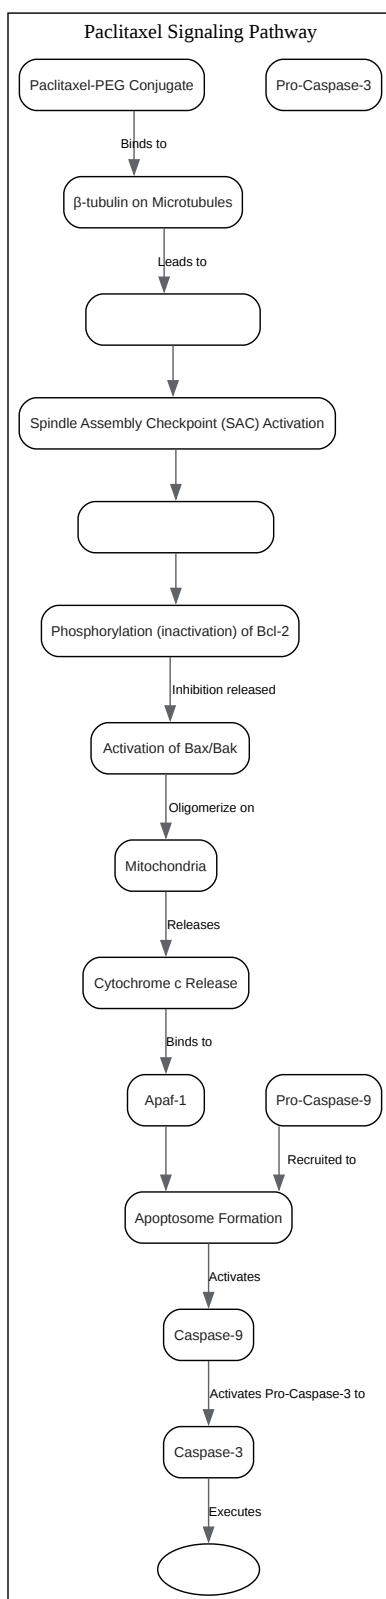 Paclitaxel Signaling Pathway
Paclitaxel-PEG Conjugate
Pro-Caspase-3
Binds to
β-tubulin on Microtubules
Leads to
Spindle Assembly Checkpoint (SAC) Activation
Phosphorylation (inactivation) of Bcl-2
Inhibition released
Activation of Bax/Bak
Oligomerize on
Mitochondria
Releases
Cytochrome c Release
Binds to
Apaf-1
Pro-Caspase-9
Recruited to
Apoptosome Formation
Activates
Caspase-9
Activates Pro-Caspase-3 to
Caspase-3
Executes